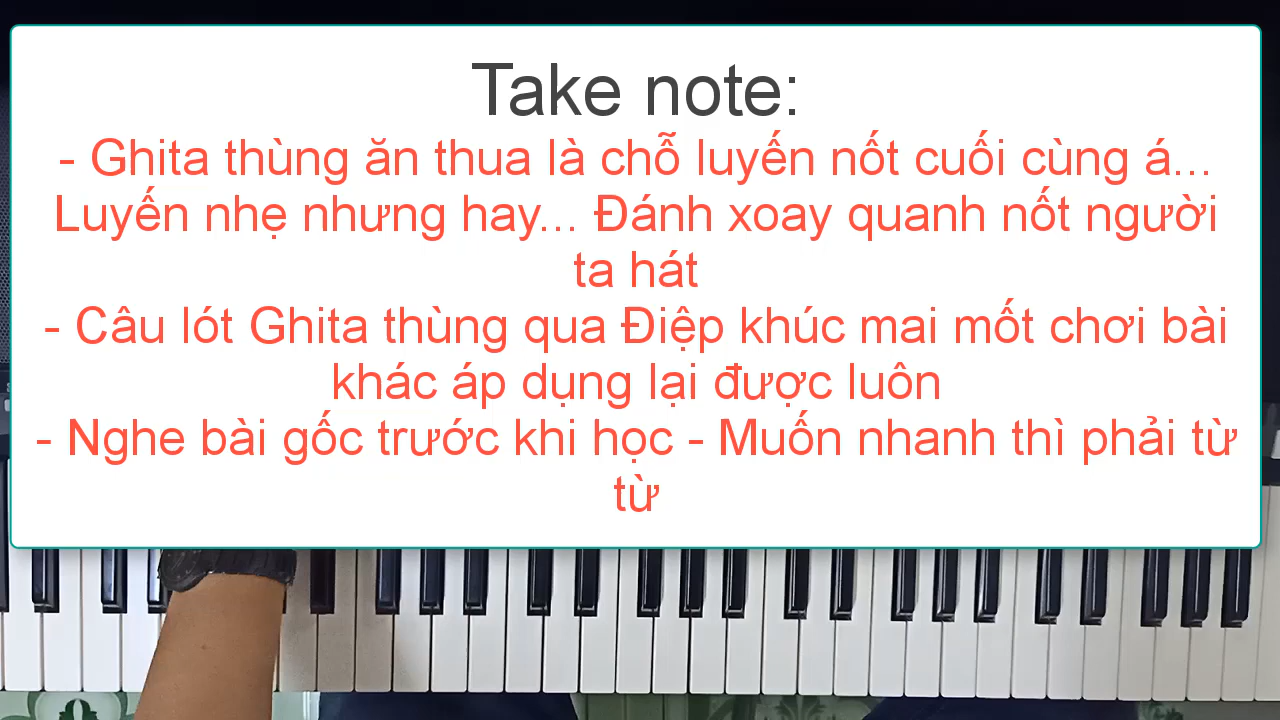 Take note:
- Ghita thùng ăn thua là chỗ luyến nốt cuối cùng á...
Luyến nhẹ nhưng hay... Đánh xoay quanh nốt người
ta hát
- Câu lót Ghita thùng qua Điệp khúc mai mốt chơi bài
khác áp dụng lại được luôn
- Nghe bài gốc trước khi học - Muốn nhanh thì phải từ
từ